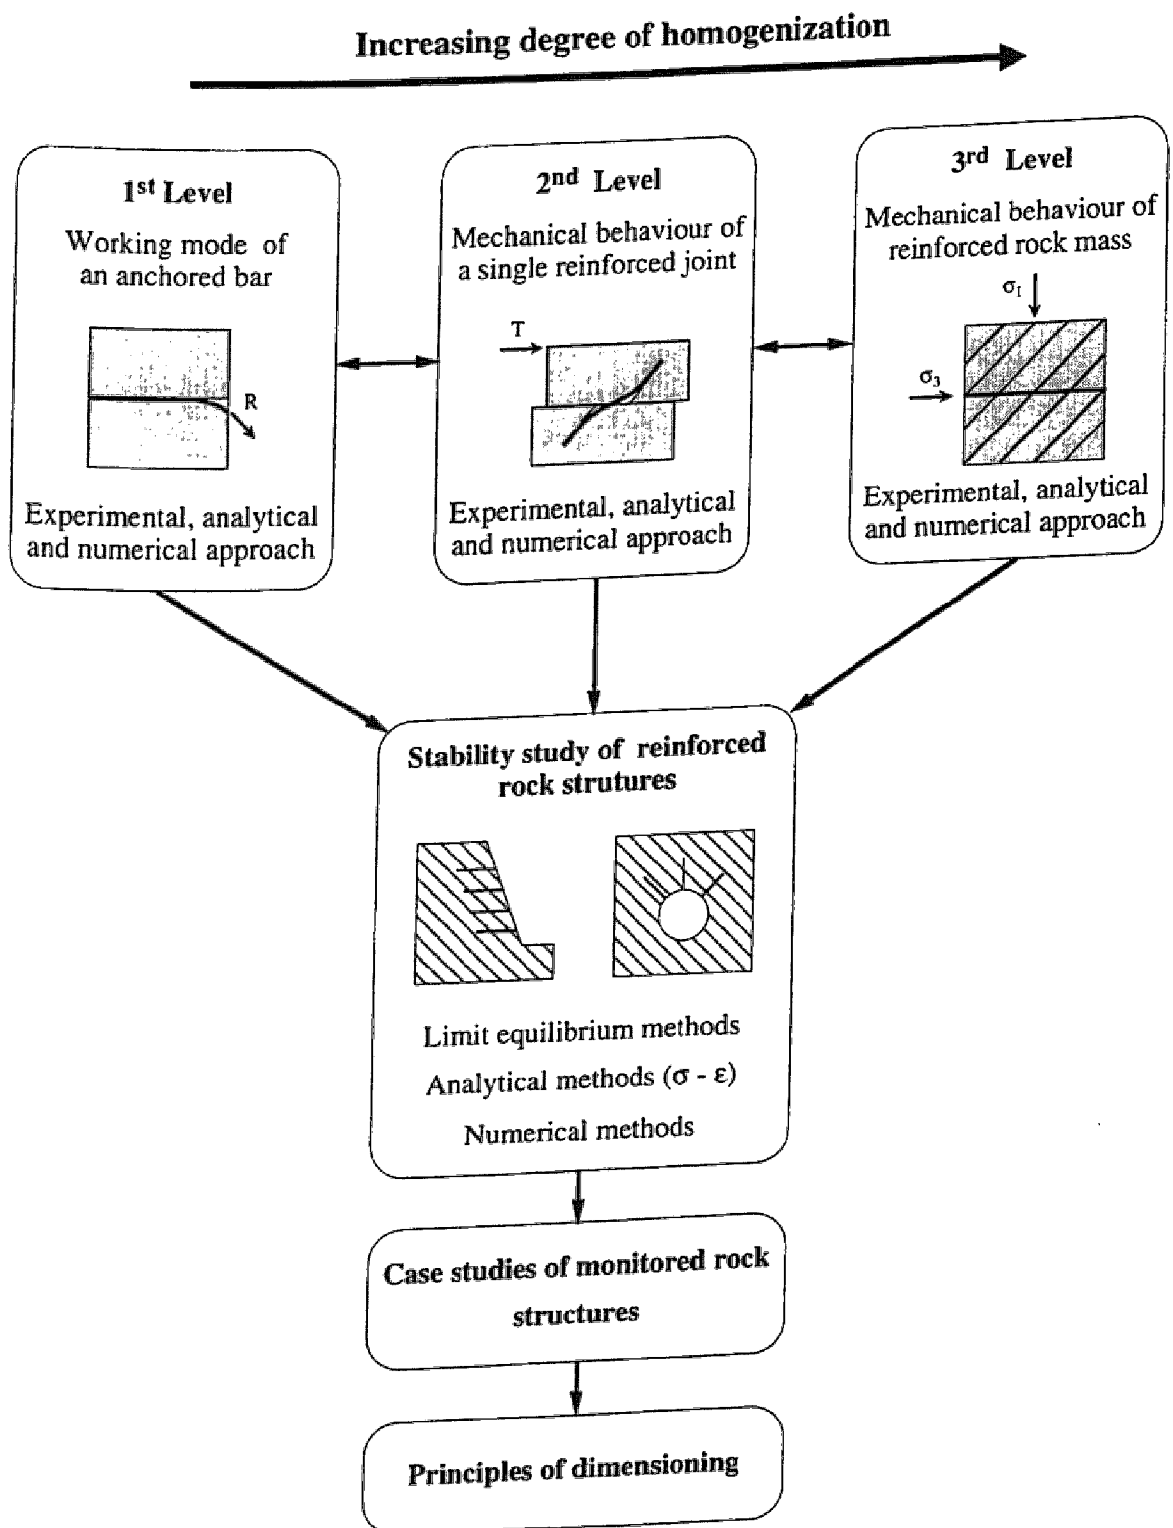 Increasing degree of homogenization
1st Level
Working mode of
an anchored bar
R
Experimental, analytical
and numerical approach
2nd Level
Mechanical behaviour of
a single reinforced joint
T
Experimental, analytical
and numerical approach
3rd Level
Mechanical behaviour of
reinforced rock mass
σ1
σ3
Experimental, analytical
and numerical approach
Stability study of reinforced
rock strutures
Limit equilibrium methods
Analytical methods (σ - ε)
Numerical methods
Case studies of monitored rock
structures
Principles of dimensioning